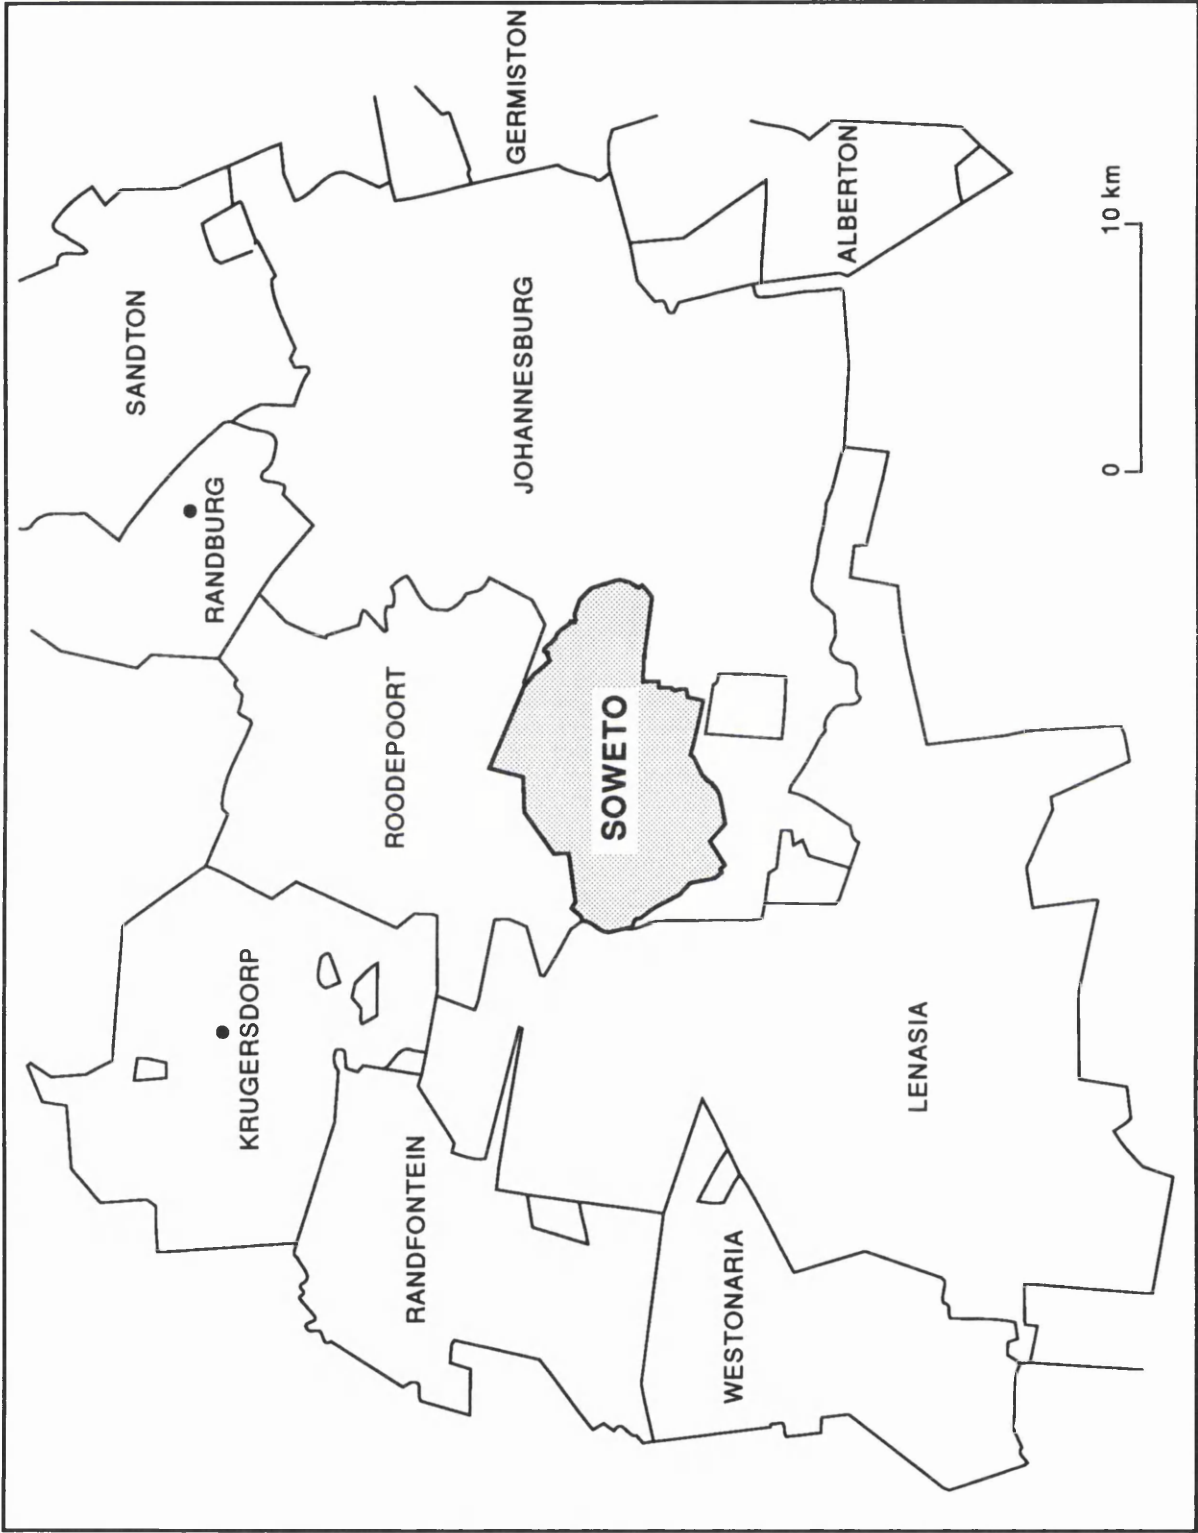 SANDTON
RANDBURG
KRUGERSDORP
GERMISTON
JOHANNESBURG
ROODEPOORT
RANDFONTEIN
SOWETO
ALBERTON
WESTONARIA
LENASIA
0 10 km